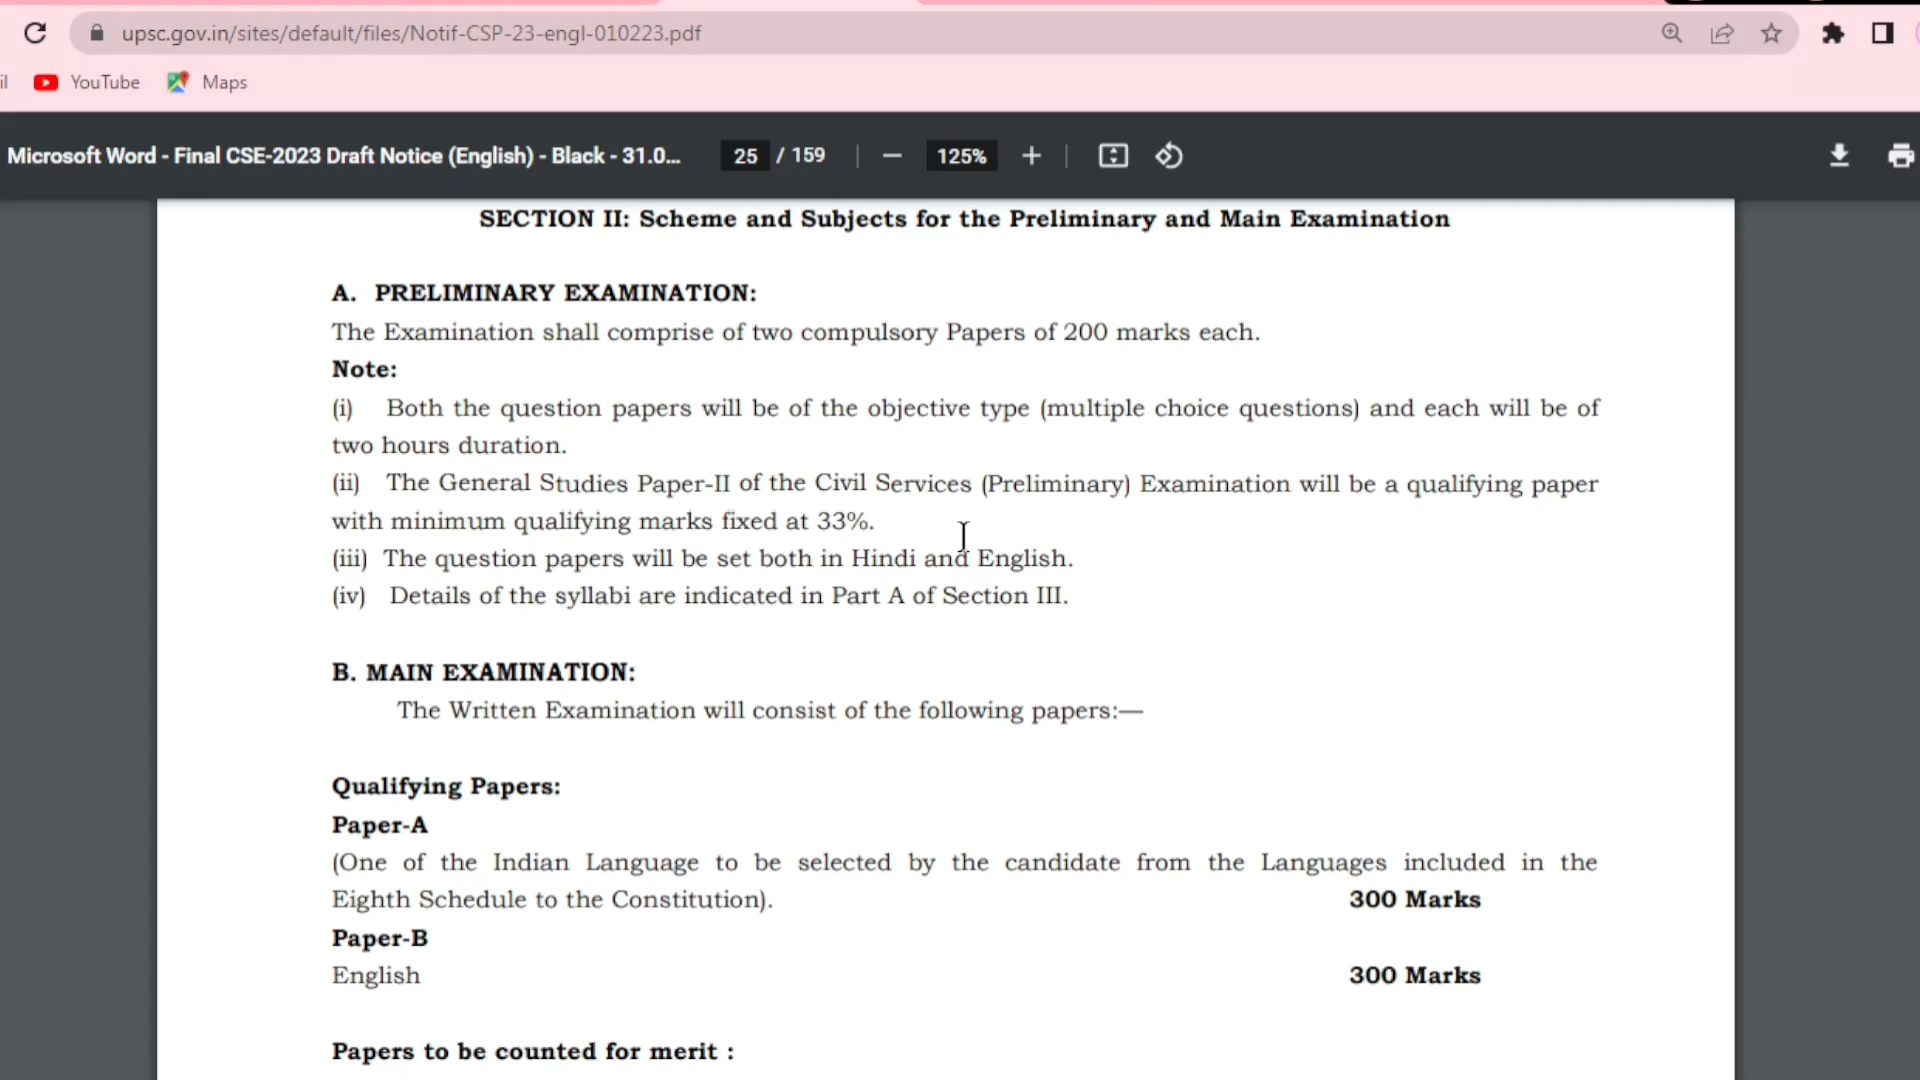 upsc.gov.in/sites/default/files/Notif-CSP-23-engl-010223.pdf
il YouTube Maps
Microsoft Word - Final CSE-2023 Draft Notice (English) - Black - 31.0... 25 / 159 125%
SECTION II: Scheme and Subjects for the Preliminary and Main Examination
A. PRELIMINARY EXAMINATION:
The Examination shall comprise of two compulsory Papers of 200 marks each.
Note:
(i) Both the question papers will be of the objective type (multiple choice questions) and each will be of
two hours duration.
(ii) The General Studies Paper-II of the Civil Services (Preliminary) Examination will be a qualifying paper
with minimum qualifying marks fixed at 33%.
(iii) The question papers will be set both in Hindi and English.
(iv) Details of the syllabi are indicated in Part A of Section III.
B. MAIN EXAMINATION:
The Written Examination will consist of the following papers:—
Qualifying Papers:
Paper-A
(One of the Indian Language to be selected by the candidate from the Languages included in the
Eighth Schedule to the Constitution). 300 Marks
Paper-B
English 300 Marks
Papers to be counted for merit :